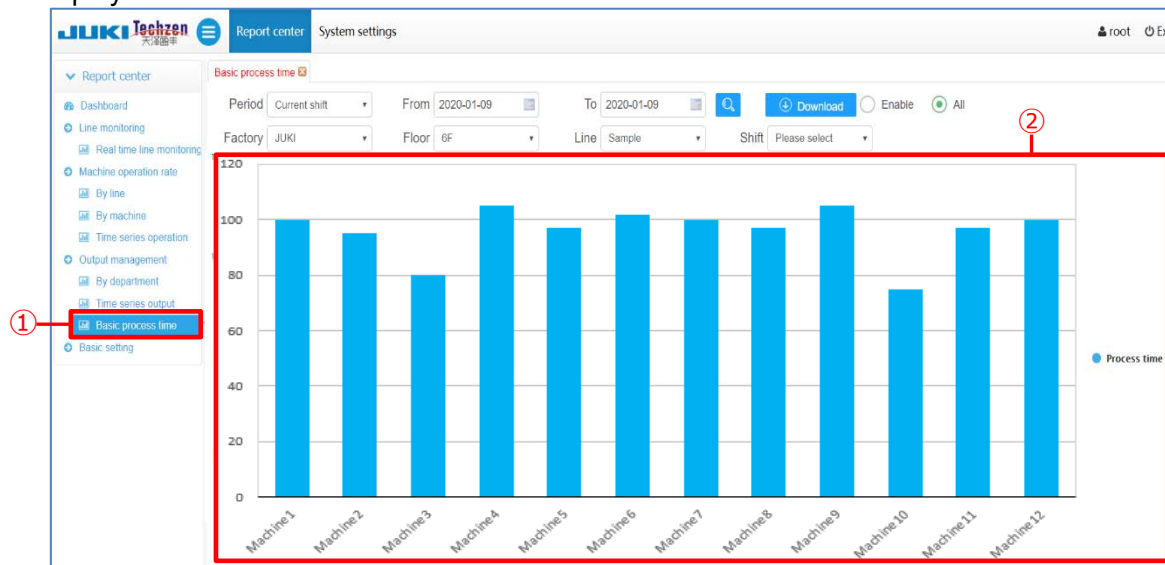 JUKI Techzen Report center System settings root
天泽盈丰
Report center
Basic process time
Dashboard
Line monitoring
Real time line monitoring
Machine operation rate
By line
By machine
Time series operation
Output management
By department
Time series output
① Basic process time
Basic setting
Period Current shift From 2020-01-09 To 2020-01-09 Download Enable All
Factory JUKI Floor 6F Line Sample Shift Please select
②
120
100
80
60
40
20
0
Machine1 Machine2 Machine3 Machine4 Machine5 Machine6 Machine7 Machine8 Machine9 Machine10 Machine11 Machine12
Process time